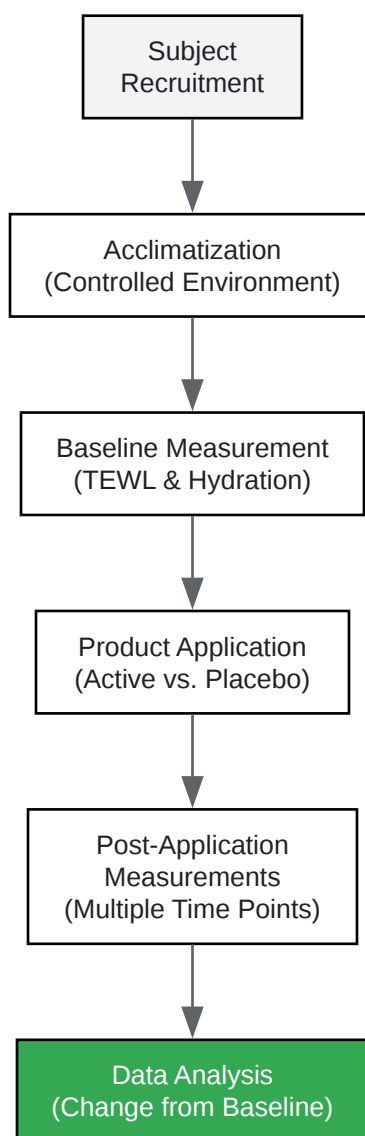 Subject
Recruitment
Acclimatization
(Controlled Environment)
Baseline Measurement
(TEWL & Hydration)
Product Application
(Active vs. Placebo)
Post-Application
Measurements
(Multiple Time Points)
Data Analysis
(Change from Baseline)